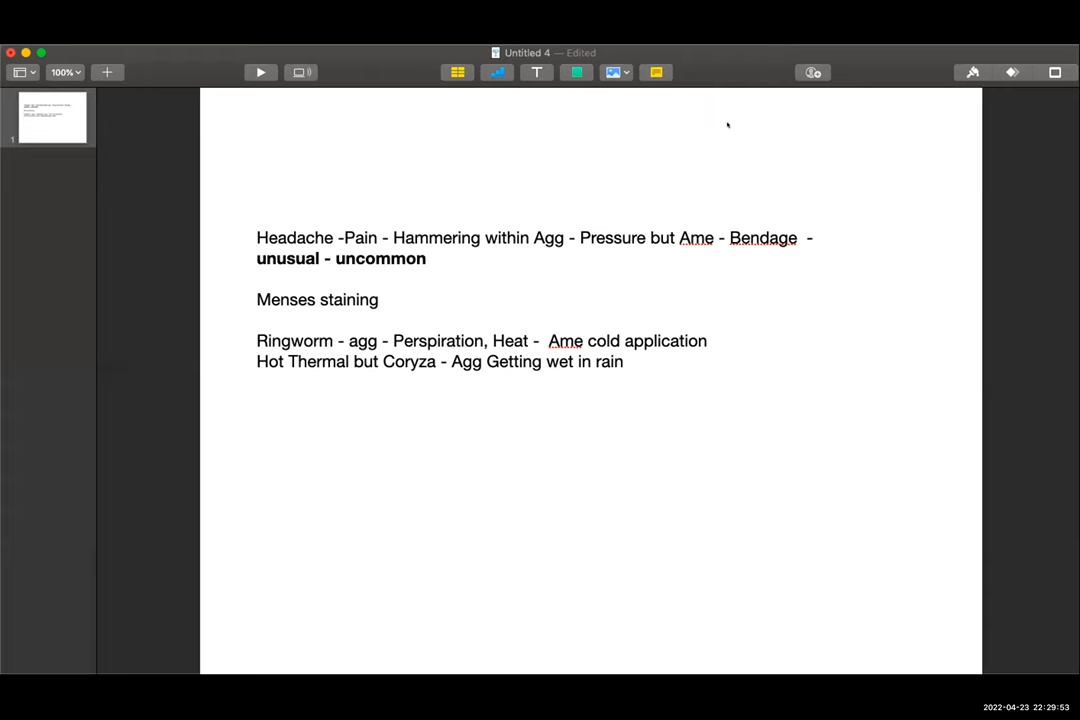 Untitled 4 — Edited
100%
1
Headache -Pain - Hammering within Agg - Pressure but Ame - Bendage -
unusual - uncommon
Menses staining
Ringworm - agg - Perspiration, Heat - Ame cold application
Hot Thermal but Coryza - Agg Getting wet in rain
2022-04-23 22:29:53